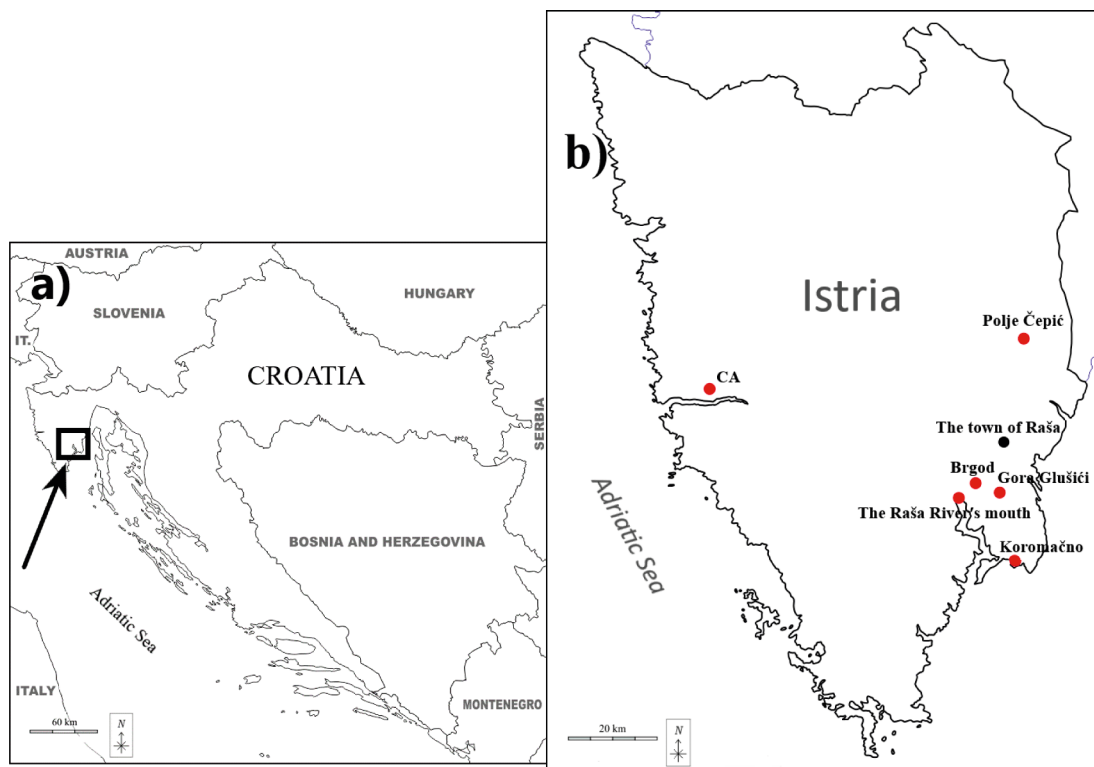 a)
AUSTRIA
HUNGARY
SLOVENIA
IT.
CROATIA
SERBIA
BOSNIA AND HERZEGOVINA
Adriatic Sea
ITALY
MONTENEGRO
60 km
N
b)
Istria
Polje Čepić
CA
The town of Raša
Brgod
Gora Glušići
The Raša River's mouth
Koromačno
Adriatic Sea
20 km
N